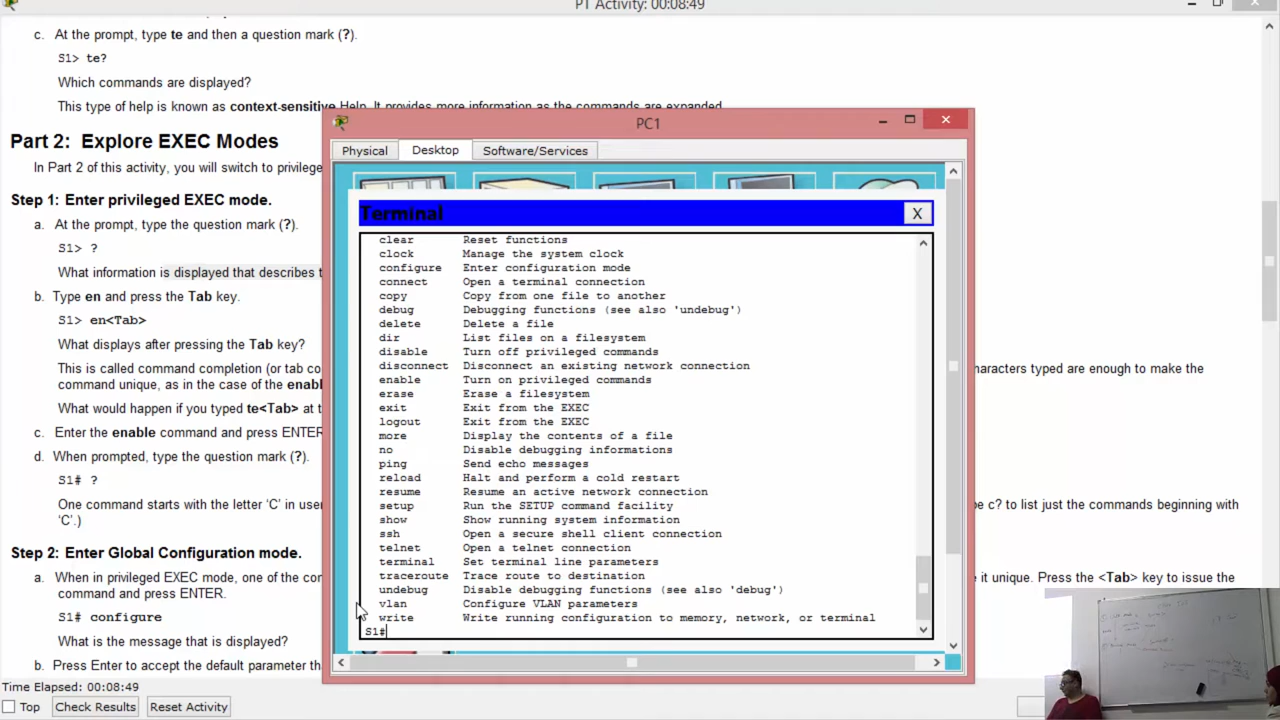 PT Activity: 00:08:49
c. At the prompt, type te and then a question mark (?).
S1> te?
Which commands are displayed?
This type of help is known as context-sensitive Help. It provides more information as the commands are expanded.
Part 2: Explore EXEC Modes
In Part 2 of this activity, you will switch to privilege
Step 1: Enter privileged EXEC mode.
a. At the prompt, type the question mark (?).
S1> ?
What information is displayed that describes t
b. Type en and press the Tab key.
S1> en<Tab>
What displays after pressing the Tab key?
This is called command completion (or tab co
haracters typed are enough to make the
command unique, as in the case of the enabl
What would happen if you typed te<Tab> at t
c. Enter the enable command and press ENTER
d. When prompted, type the question mark (?).
S1# ?
One command starts with the letter 'C' in use
pe c? to list just the commands beginning with
'C'.)
Step 2: Enter Global Configuration mode.
a. When in privileged EXEC mode, one of the co
it unique. Press the <Tab> key to issue the
command and press ENTER.
S1# configure
What is the message that is displayed?
b. Press Enter to accept the default parameter tha
Time Elapsed: 00:08:49
Top Check Results Reset Activity
PC1
Physical Desktop Software/Services
Terminal X
clear Reset functions
clock Manage the system clock
configure Enter configuration mode
connect Open a terminal connection
copy Copy from one file to another
debug Debugging functions (see also 'undebug')
delete Delete a file
dir List files on a filesystem
disable Turn off privileged commands
disconnect Disconnect an existing network connection
enable Turn on privileged commands
erase Erase a filesystem
exit Exit from the EXEC
logout Exit from the EXEC
more Display the contents of a file
no Disable debugging informations
ping Send echo messages
reload Halt and perform a cold restart
resume Resume an active network connection
setup Run the SETUP command facility
show Show running system information
ssh Open a secure shell client connection
telnet Open a telnet connection
terminal Set terminal line parameters
traceroute Trace route to destination
undebug Disable debugging functions (see also 'debug')
vlan Configure VLAN parameters
write Write running configuration to memory, network, or terminal
S1#